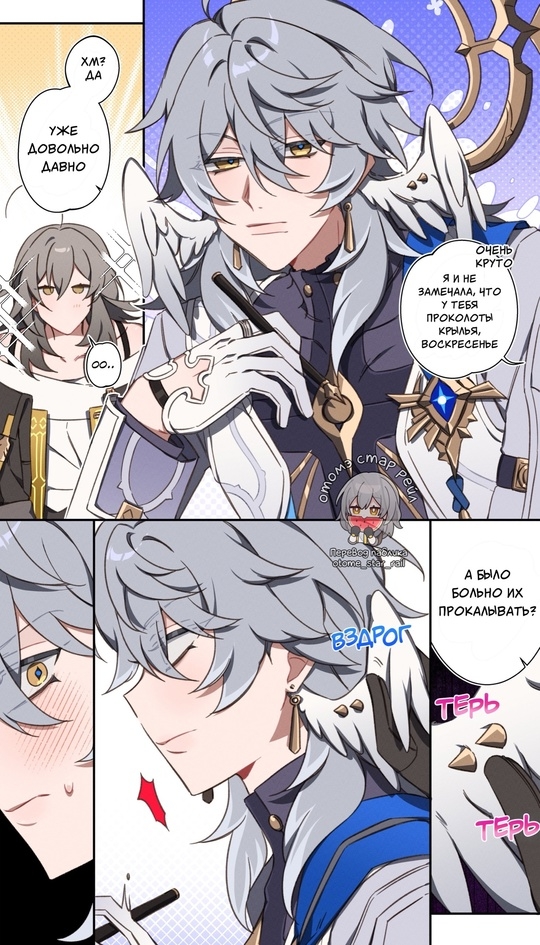 ХМ?
ДА
УЖЕ
ДОВОЛЬНО
ДАВНО
ОО..
ОЧЕНЬ
КРУТО
Я И НЕ
ЗАМЕЧАЛА, ЧТО
У ТЕБЯ
ПРОКОЛОТЫ
КРЫЛЬЯ,
ВОСКРЕСЕНЬЕ
отомэ стар рейл
Перевод паблика
otome_star_rail
А БЫЛО
БОЛЬНО ИХ
ПРОКАЛЫВАТЬ?
ТЕРЬ
ТЕРЬ
ВЗДРОГ